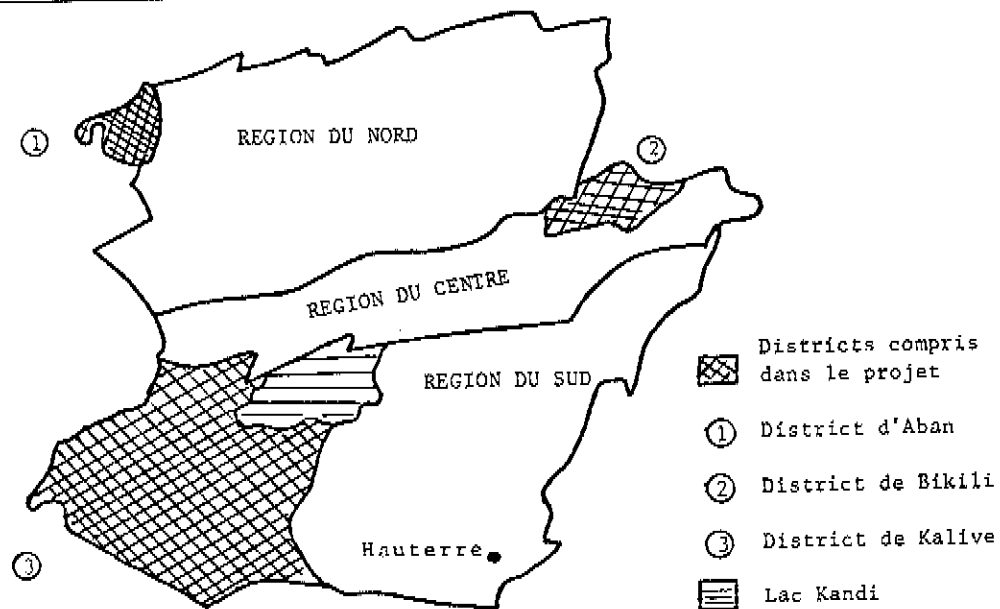 REGION DU NORD
①
②
REGION DU CENTRE
REGION DU SUD
Hauterre
③
Districts compris
dans le projet
① District d'Aban
② District de Bikili
③ District de Kalive
Lac Kandi